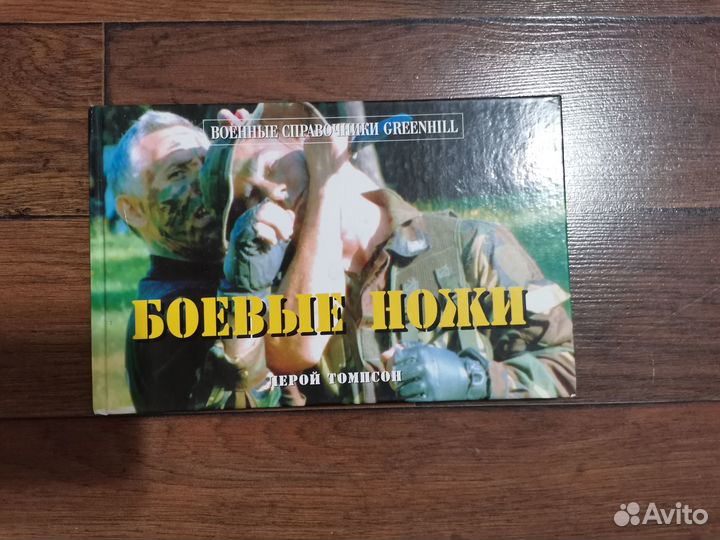 ВОЕННЫЕ СПРАВОЧНИКИ GREENHILL
БОЕВЫЕ НОЖИ
ЛЕРОЙ ТОМПСОН
Avito